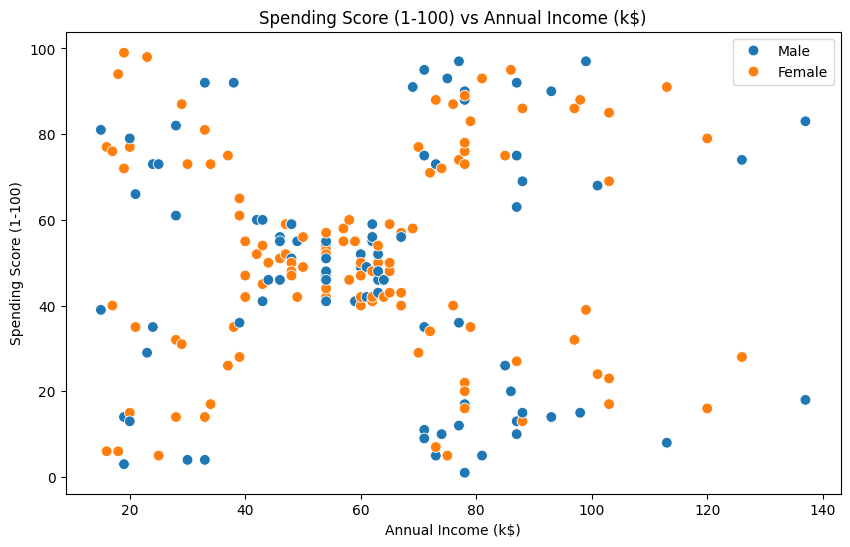 Spending Score (1-100) vs Annual Income (k$)
Male
Female
100
80
60
40
20
0
Spending Score (1-100)
20 40 60 80 100 120 140
Annual Income (k$)